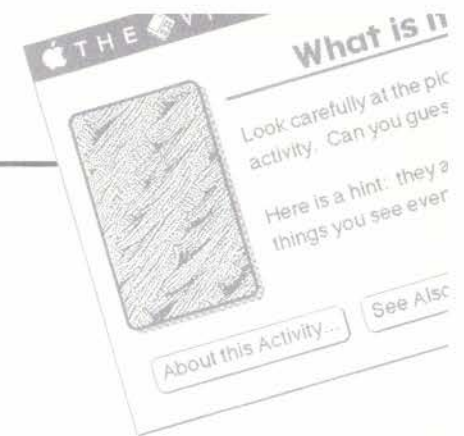 THE
What is
Look carefully at the pic
activity. Can you gues
Here is a hint: they a
things you see ever
About this Activity...
See Also